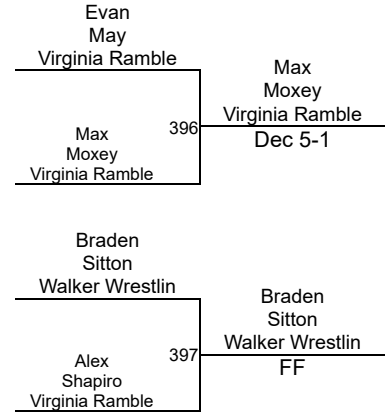 Evan
May
Virginia Ramble
Max
Moxey
Virginia Ramble
396
Max
Moxey
Virginia Ramble
Dec 5-1
Braden
Sitton
Walker Wrestlin
Alex
Shapiro
Virginia Ramble
397
Braden
Sitton
Walker Wrestlin
FF